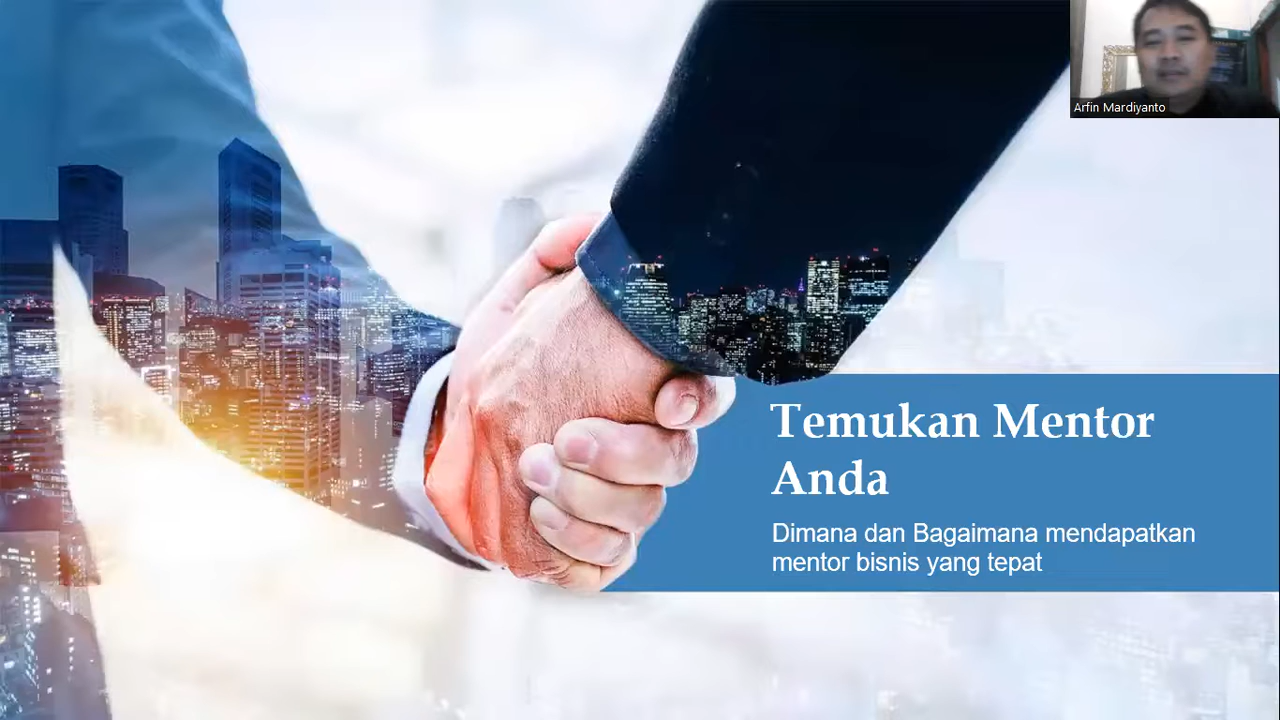 Arfin Mardiyanto
Temukan Mentor
Anda
Dimana dan Bagaimana mendapatkan
mentor bisnis yang tepat